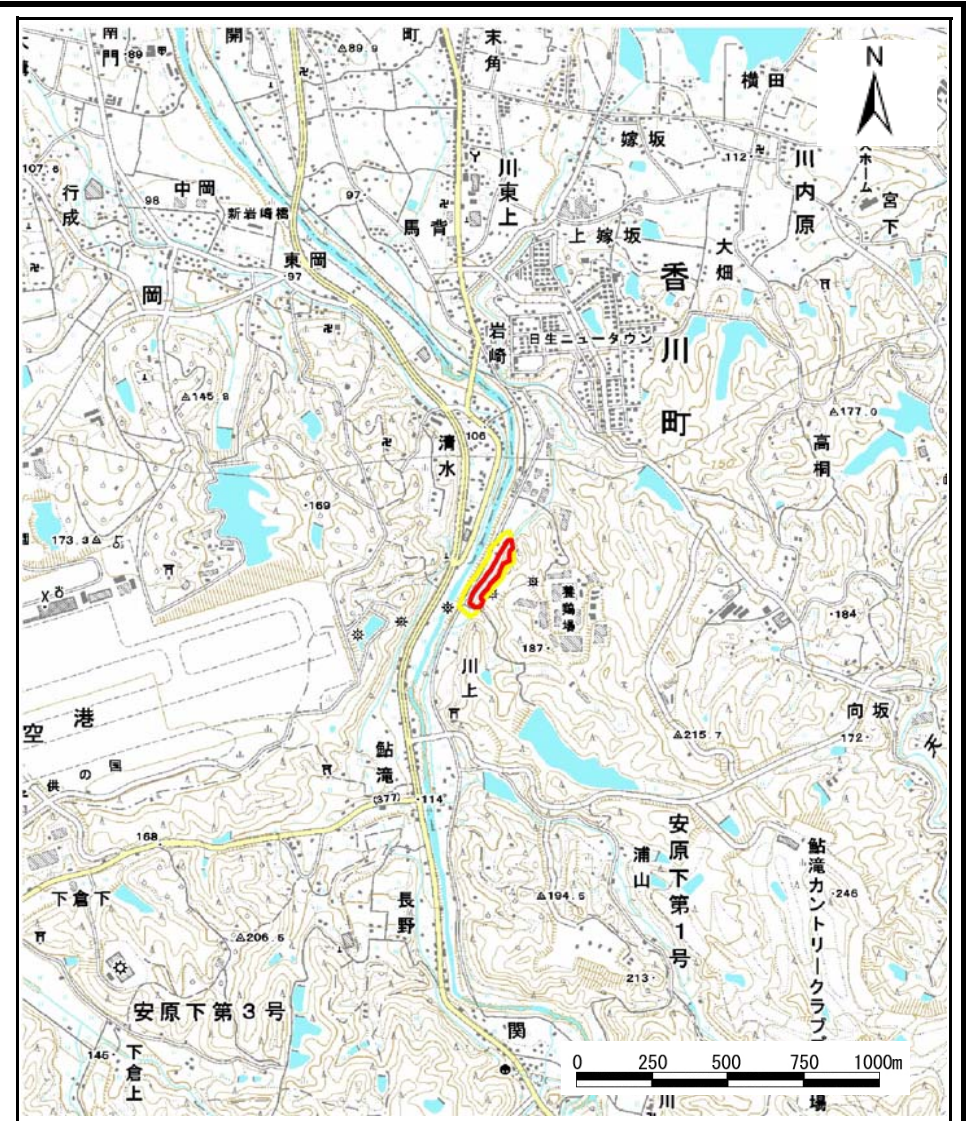 南門
89
開
89.9
町
末角
横田
N
嫁坂
112
川内原
ホーム
宮下
107.6
行成
中岡
98
新岩崎橋
97
馬背
川東上
上嫁坂
大畑
東岡
97
岡
香川町
岩崎
日生ニュータウン
145.8
177.0
高桐
106
清水
150
169
173.3
養鶏場
187
184
川上
向坂
172
空港
215.7
天
鮎滝
供の国
(377)
114
168
安原下第1号
浦山
鮎滝カントリークラブ
場
246
下倉下
長野
194.5
206.5
213
安原下第3号
関
146
下倉上
0 250 500 750 1000m
川